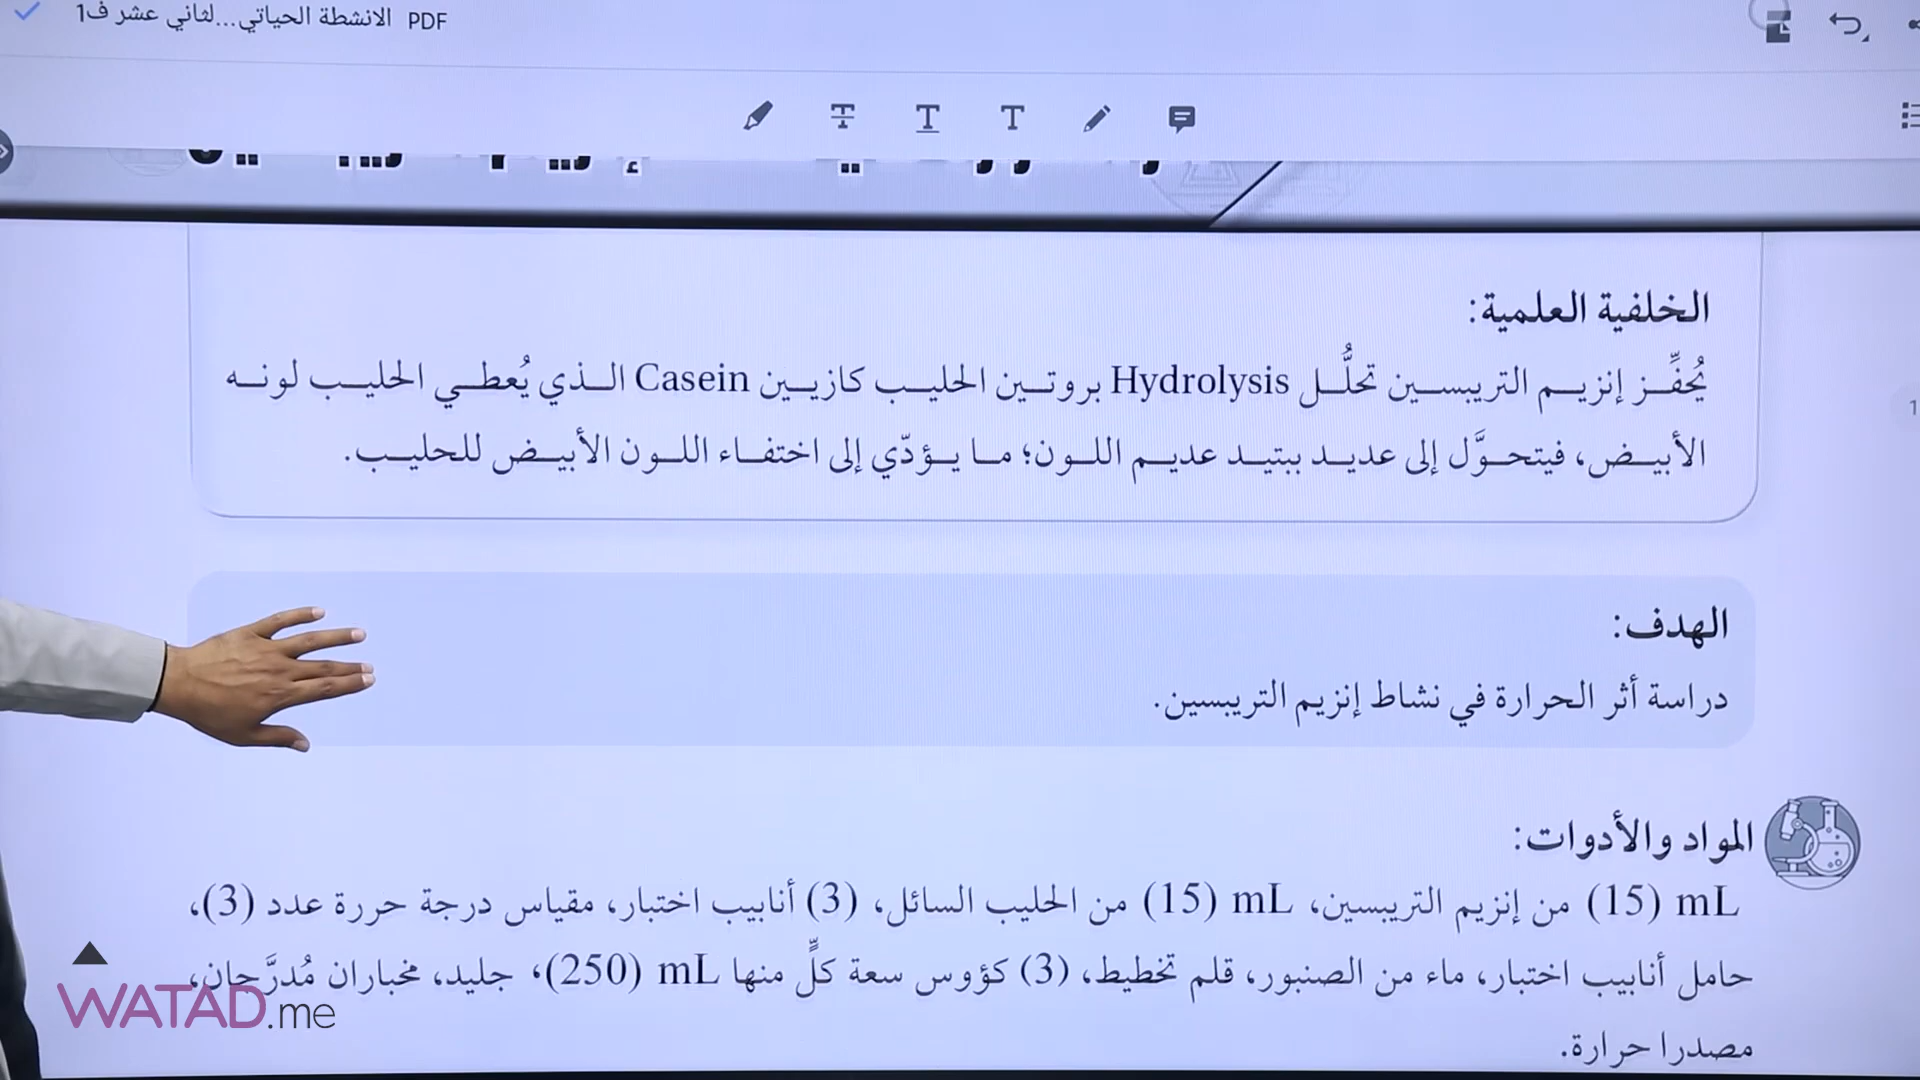 الانشطة الحياتي...لثاني عشر ف1 PDF
الخلفية العلمية:
يُحفِّز إنزيم التريبسين تحلُّل Hydrolysis بروتين الحليب كازيين Casein الذي يُعطي الحليب لونه
الأبيض، فيتحوَّل إلى عديد ببتيد عديم اللون؛ ما يؤدّي إلى اختفاء اللون الأبيض للحليب.
الهدف:
دراسة أثر الحرارة في نشاط إنزيم التريبسين.
المواد والأدوات:
(15) mL من إنزيم التريبسين، (15) mL من الحليب السائل، (3) أنابيب اختبار، مقياس درجة حررة عدد (3)،
حامل أنابيب اختبار، ماء من الصنبور، قلم تخطيط، (3) كؤوس سعة كلٍّ منها (250) mL، جليد، مخباران مُدرَّجان،
مصدرا حرارة.
WATAD.me